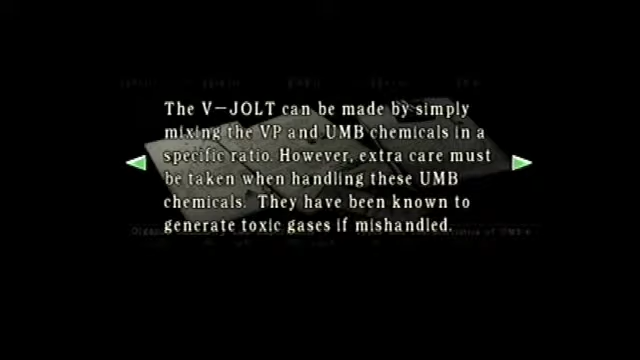 The V-JOLT can be made by simply
mixing the VP and UMB chemicals in a
specific ratio. However, extra care must
be taken when handling these UMB
chemicals. They have been known to
generate toxic gases if mishandled.